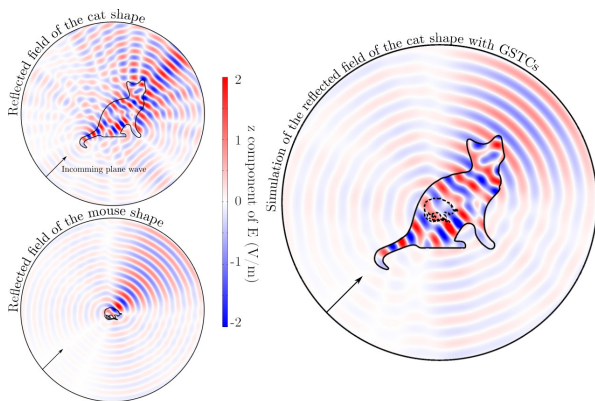 Reflected field of the cat shape
Incomming plane wave
Reflected field of the mouse shape
2
1
0
-1
-2
z component of E (V/m)
Simulation of the reflected field of the cat shape with GSTCs